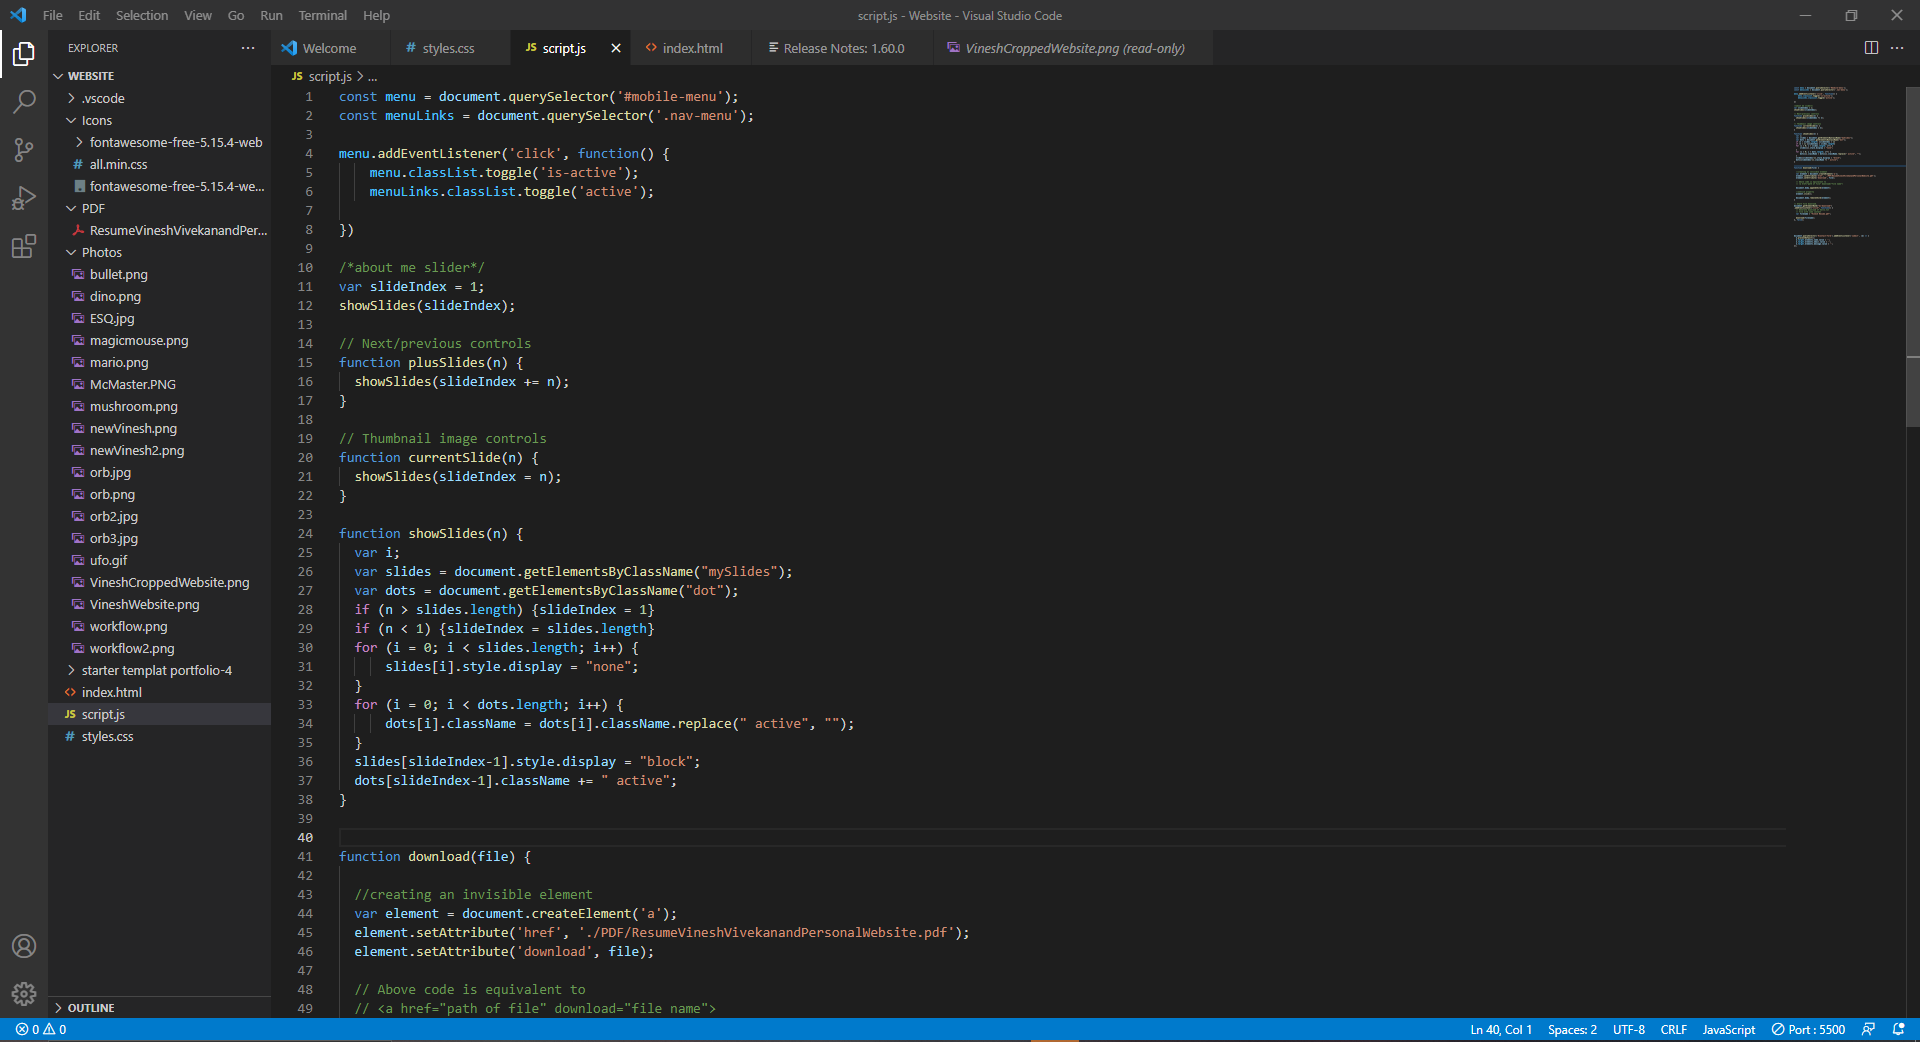 File Edit Selection View Go Run Terminal Help
script.js - Website - Visual Studio Code
EXPLORER
Welcome
# styles.css
JS script.js
<> index.html
Release Notes: 1.60.0
VineshCroppedWebsite.png (read-only)
JS script.js > ...
WEBSITE
.vscode
Icons
fontawesome-free-5.15.4-web
# all.min.css
fontawesome-free-5.15.4-we...
PDF
ResumeVineshVivekanandPer...
Photos
bullet.png
dino.png
ESQ.jpg
magicmouse.png
mario.png
McMaster.PNG
mushroom.png
newVinesh.png
newVinesh2.png
orb.jpg
orb.png
orb2.jpg
orb3.jpg
ufo.gif
VineshCroppedWebsite.png
VineshWebsite.png
workflow.png
workflow2.png
starter templat portfolio-4
<> index.html
JS script.js
# styles.css
OUTLINE
1 const menu = document.querySelector('#mobile-menu');
2 const menuLinks = document.querySelector('.nav-menu');
3
4 menu.addEventListener('click', function() {
5 menu.classList.toggle('is-active');
6 menuLinks.classList.toggle('active');
7
8 })
9
10 /*about me slider*/
11 var slideIndex = 1;
12 showSlides(slideIndex);
13
14 // Next/previous controls
15 function plusSlides(n) {
16 showSlides(slideIndex += n);
17 }
18
19 // Thumbnail image controls
20 function currentSlide(n) {
21 showSlides(slideIndex = n);
22 }
23
24 function showSlides(n) {
25 var i;
26 var slides = document.getElementsByClassName("mySlides");
27 var dots = document.getElementsByClassName("dot");
28 if (n > slides.length) {slideIndex = 1}
29 if (n < 1) {slideIndex = slides.length}
30 for (i = 0; i < slides.length; i++) {
31 slides[i].style.display = "none";
32 }
33 for (i = 0; i < dots.length; i++) {
34 dots[i].className = dots[i].className.replace(" active", "");
35 }
36 slides[slideIndex-1].style.display = "block";
37 dots[slideIndex-1].className += " active";
38 }
39
40
41 function download(file) {
42
43 //creating an invisible element
44 var element = document.createElement('a');
45 element.setAttribute('href', './PDF/ResumeVineshVivekanandPersonalWebsite.pdf');
46 element.setAttribute('download', file);
47
48 // Above code is equivalent to
49 // <a href="path of file" download="file name">
0 0
Ln 40, Col 1 Spaces: 2 UTF-8 CRLF JavaScript Port : 5500